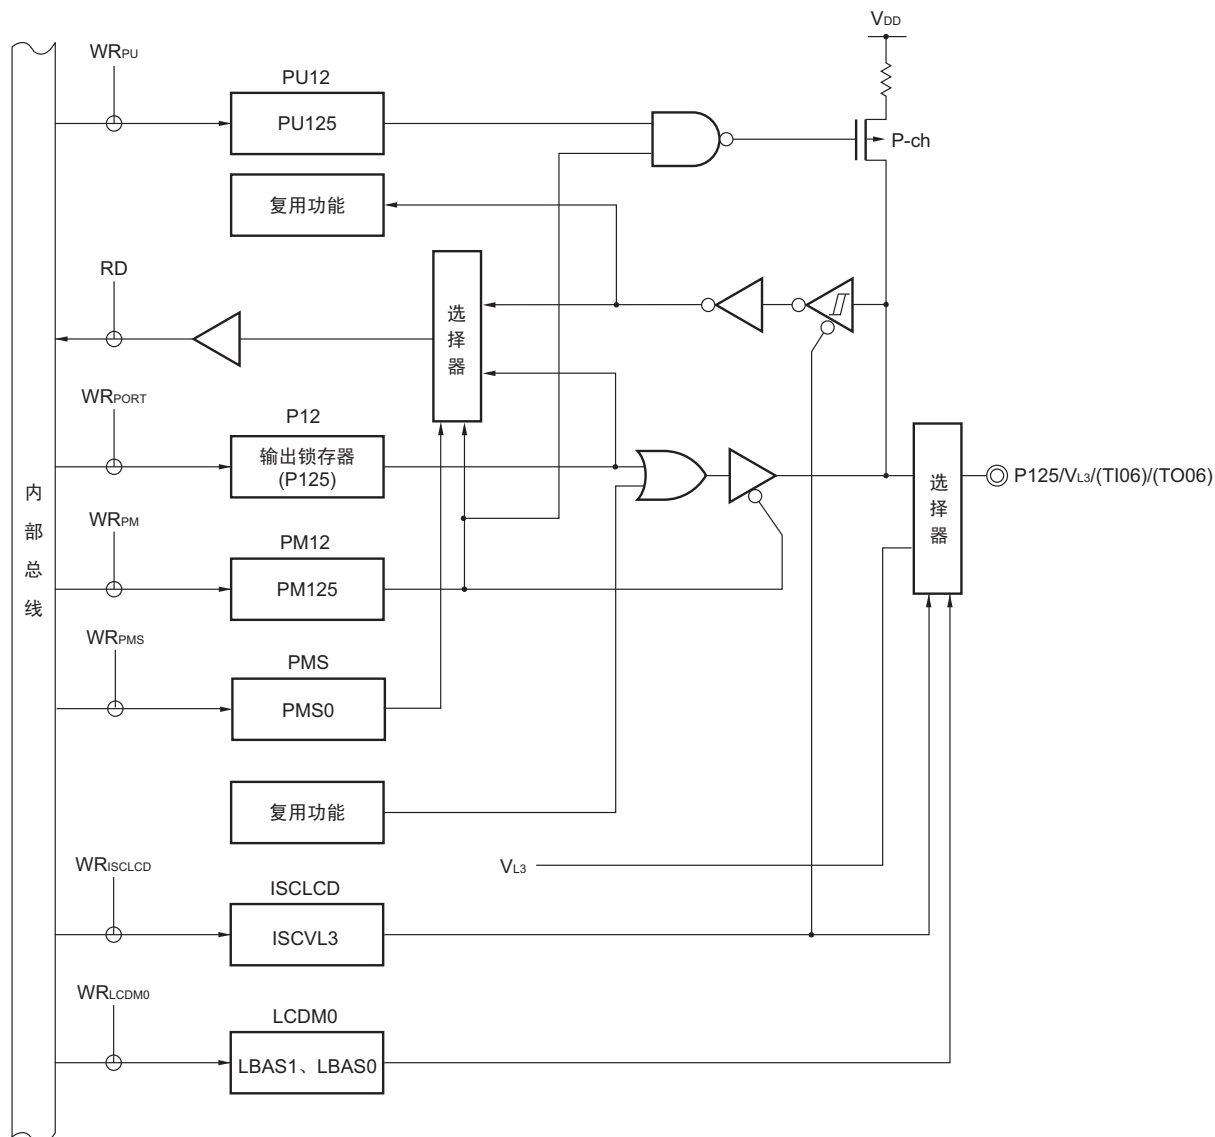 VDD
WRPU
PU12
PU125
P-ch
复用功能
RD
选择器
WRPORT
P12
输出锁存器
(P125)
选择器
P125/VL3/(TI06)/(TO06)
内部总线
WRPM
PM12
PM125
WRPMS
PMS
PMS0
复用功能
VL3
WRISCLCD
ISCLCD
ISCVL3
WRLCDM0
LCDM0
LBAS1、LBAS0